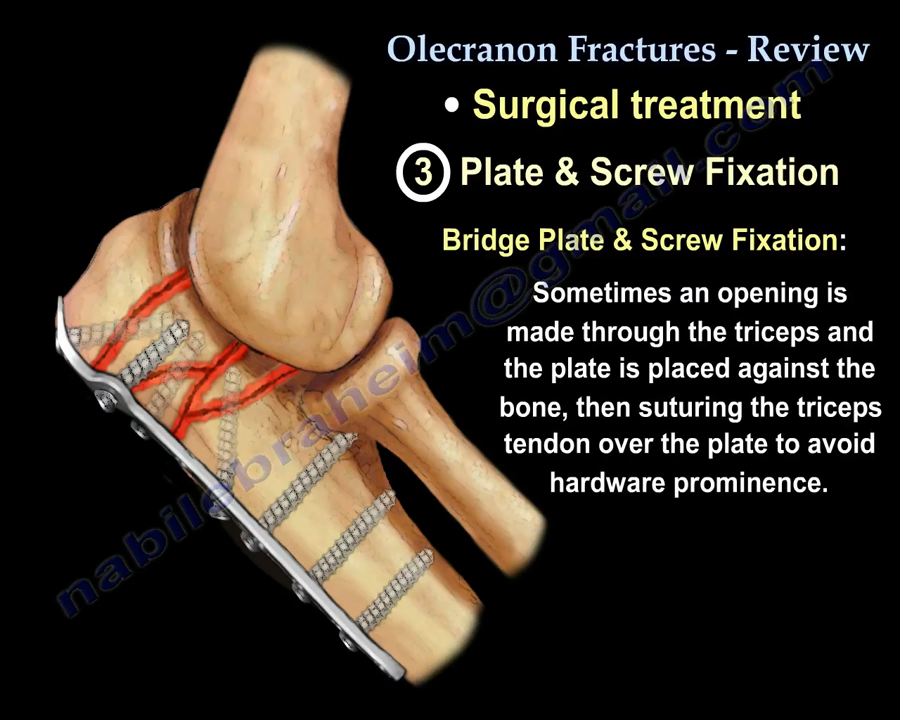 Olecranon Fractures - Review
• Surgical treatment
3 Plate & Screw Fixation
Bridge Plate & Screw Fixation:
Sometimes an opening is
made through the triceps and
the plate is placed against the
bone, then suturing the triceps
tendon over the plate to avoid
hardware prominence.
nabilebraheim@gmail.com